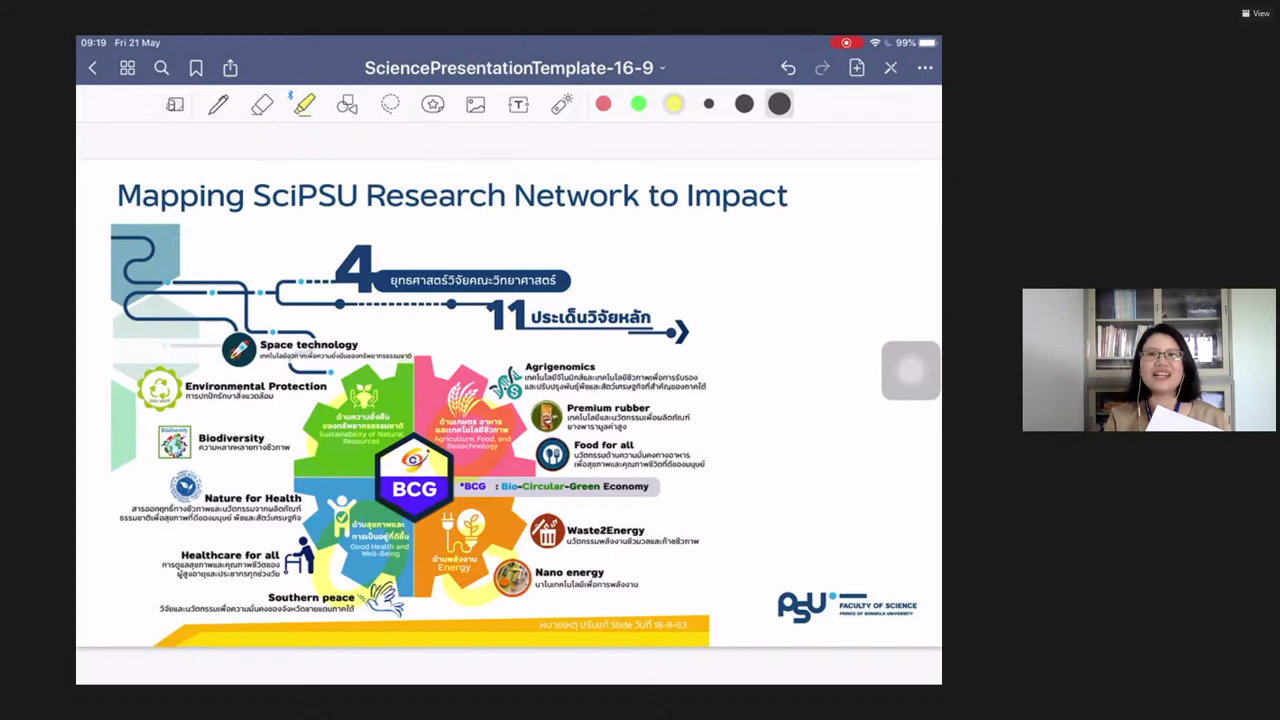 View
09:19 Fri 21 May
99%
SciencePresentationTemplate-16-9
Mapping SciPSU Research Network to Impact
4 ยุทธศาสตร์วิจัยคณะวิทยาศาสตร์
11 ประเด็นวิจัยหลัก
Space technology
เทคโนโลยีอวกาศเพื่อความยั่งยืนของทรัพยากรธรรมชาติ
Environmental Protection
การปกปักรักษาสิ่งแวดล้อม
Biodiversity
Biodiversity
ความหลากหลายทางชีวภาพ
Nature for Health
สารออกฤทธิ์ทางชีวภาพและนวัตกรรมจากผลิตภัณฑ์
ธรรมชาติเพื่อสุขภาพที่ดีของมนุษย์ พืชและสัตว์เศรษฐกิจ
Healthcare for all
การดูแลสุขภาพและคุณภาพชีวิตของ
ผู้สูงอายุและประชากรทุกช่วงวัย
Southern peace
วิจัยและนวัตกรรมเพื่อความมั่นคงของจังหวัดชายแดนภาคใต้
ด้านความยั่งยืน
ของทรัพยากรธรรมชาติ
Sustainability of Natural
Resources
ด้านเกษตร อาหาร
และเทคโนโลยีชีวภาพ
Agriculture, Food, and
Biotechnology
BCG
*BCG : Bio-Circular-Green Economy
ด้านสุขภาพและ
การเป็นอยู่ที่ดีขึ้น
Good Health and
Well-Being
ด้านพลังงาน
Energy
Agrigenomics
เทคโนโลยีจีโนมิกส์และเทคโนโลยีชีวภาพเพื่อการรับรอง
และปรับปรุงพันธุ์พืชและสัตว์เศรษฐกิจที่สำคัญของภาคใต้
Premium rubber
เทคโนโลยีและนวัตกรรมเพื่อผลิตภัณฑ์
ยางพารามูลค่าสูง
Food for all
นวัตกรรมด้านความมั่นคงทางอาหาร
เพื่อสุขภาพและคุณภาพชีวิตที่ดีของมนุษย์
Waste2Energy
นวัตกรรมพลังงานชีวมวลและก๊าซชีวภาพ
Nano energy
นาโนเทคโนโลยีเพื่อการพลังงาน
หมายเหตุ ปรับแก้ Slide วันที่ 18-8-63
PSU
FACULTY OF SCIENCE
PRINCE OF SONGKLA UNIVERSITY